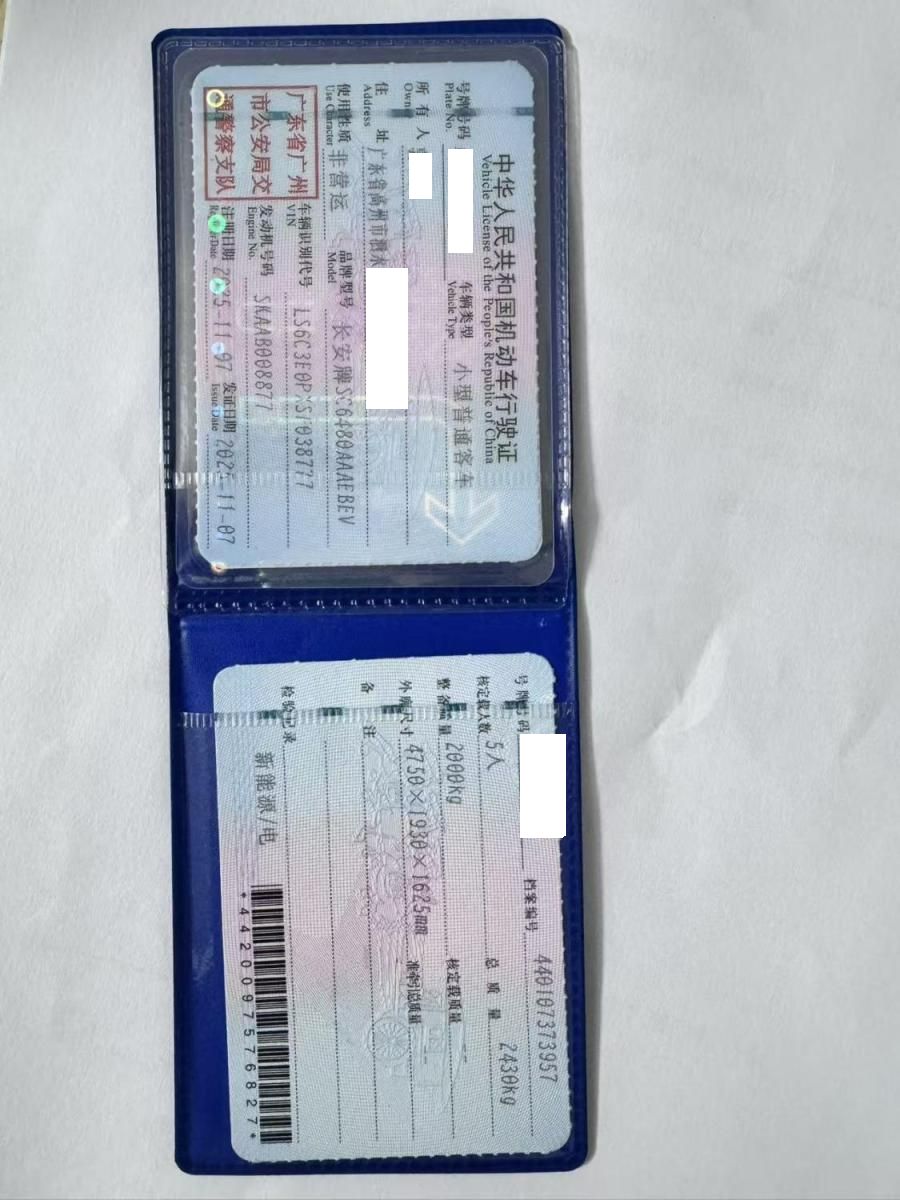 中华人民共和国机动车行驶证
Vehicle License of the People's Republic of China
号牌号码
Plate No.
车辆类型 小型普通客车
Vehicle Type
所有人
Owner
住址 广东省高州市
Address
使用性质 非营运
Use Character
品牌型号 长安牌SC6480AAAEBEV
Model
广东省广州
市公安局交
通警察支队
车辆识别代号
VIN
发动机号码 SKAAB008877
Engine No.
注册日期 2025-11-07
Register Date
发证日期 2025-11-07
Issue Date
号牌号码
档案编号 440107373957
核定载人数 5人
总质量 2430kg
整备质量 2000kg
核定载质量 --
外廓尺寸 4750×1930×1625mm
准牵引总质量 --
备注
检验记录
新能源/电
*4420097576827*